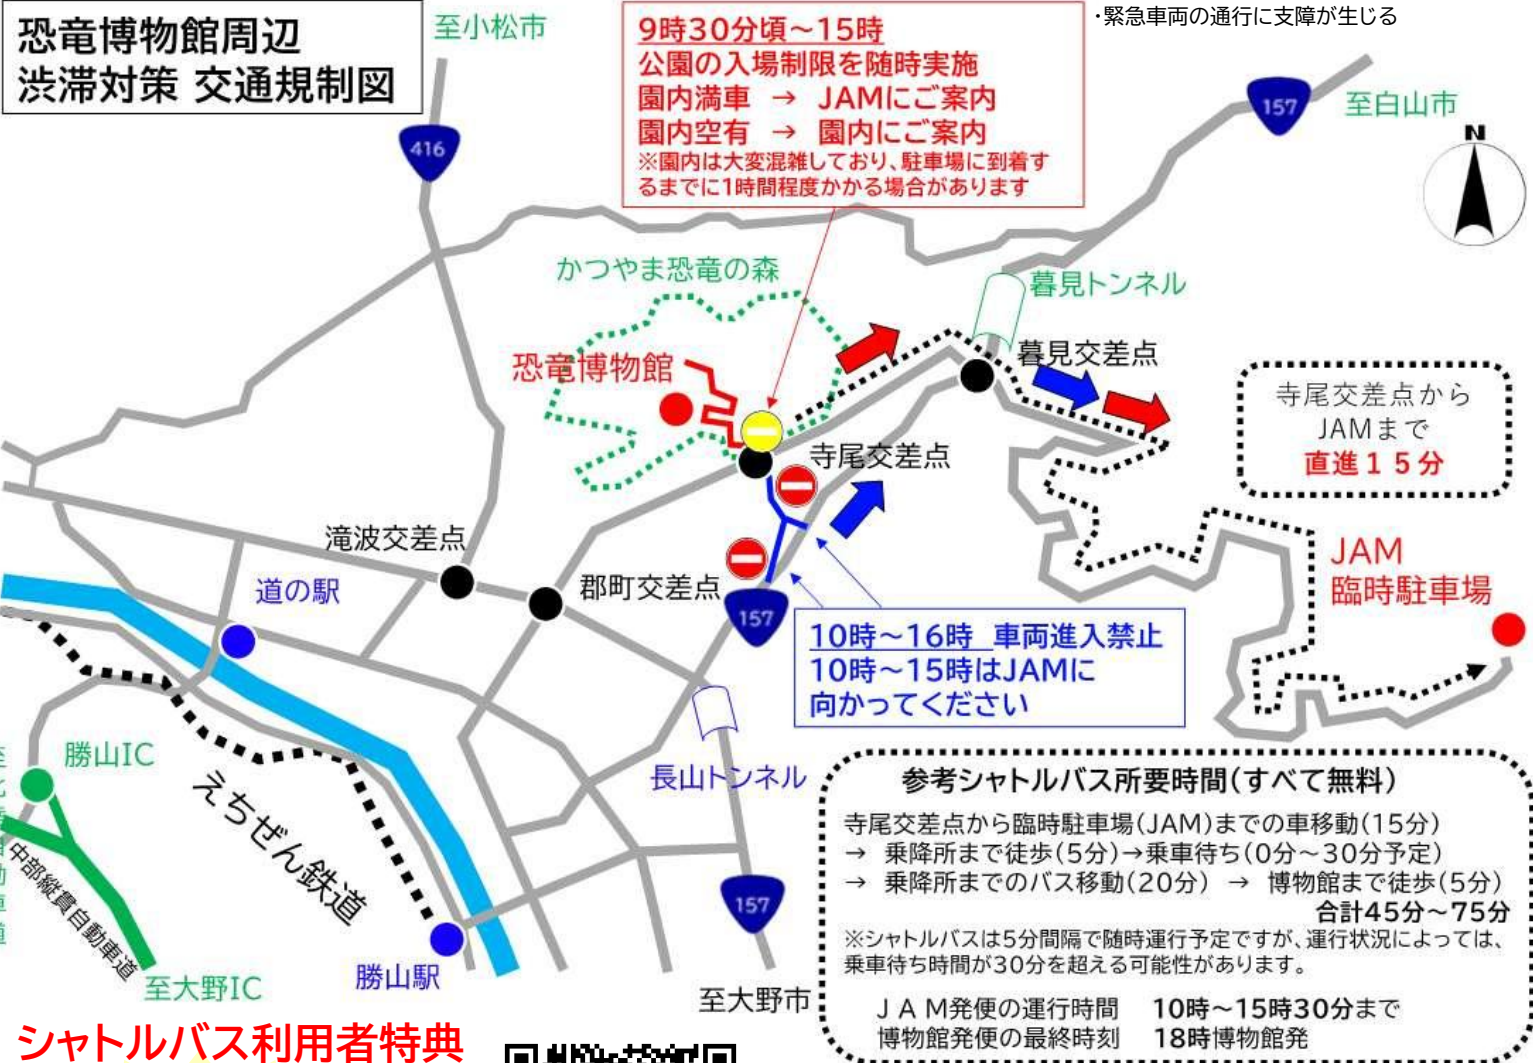 恐竜博物館周辺
渋滞対策 交通規制図
至小松市
9時30分頃～15時
公園の入場制限を随時実施
園内満車 → JAMにご案内
園内空有 → 園内にご案内
※園内は大変混雑しており、駐車場に到着す
るまでに1時間程度かかる場合があります
・緊急車両の通行に支障が生じる
157
至白山市
N
416
かつやま恐竜の森
暮見トンネル
恐竜博物館
暮見交差点
寺尾交差点から
JAMまで
直進15分
寺尾交差点
滝波交差点
道の駅
郡町交差点
157
JAM
臨時駐車場
10時～16時 車両進入禁止
10時～15時はJAMに
向かってください
勝山IC
えちぜん鉄道
長山トンネル
中部縦貫自動車道
157
勝山駅
至大野IC
至大野市
参考シャトルバス所要時間(すべて無料)
寺尾交差点から臨時駐車場(JAM)までの車移動(15分)
→ 乗降所まで徒歩(5分)→乗車待ち(0分～30分予定)
→ 乗降所までのバス移動(20分) → 博物館まで徒歩(5分)
合計45分～75分
※シャトルバスは5分間隔で随時運行予定ですが、運行状況によっては、
乗車待ち時間が30分を超える可能性があります。
JAM発便の運行時間 10時～15時30分まで
博物館発便の最終時刻 18時博物館発
シャトルバス利用者特典